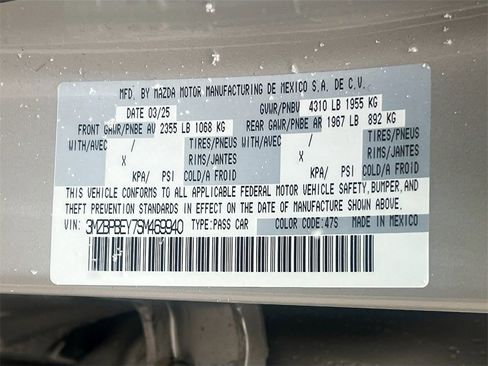 MFD. BY MAZDA MOTOR MANUFACTURING DE MEXICO S.A. DE C.V.
DATE 03/25 GVWR/PNBV 4310 LB 1955 KG
FRONT GAWR/PNBE AV 2355 LB 1068 KG REAR GAWR/PNBE AR 1967 LB 892 KG
WITH/AVEC / TIRES/PNEUS WITH/AVEC / TIRES/PNEUS
X RIMS/JANTES X RIMS/JANTES
KPA/ PSI COLD/A FROID KPA/ PSI COLD/A FROID
THIS VEHICLE CONFORMS TO ALL APPLICABLE FEDERAL MOTOR VEHICLE SAFETY, BUMPER, AND
THEFT PREVENTION STANDARDS IN EFFECT ON THE DATE OF MANUFACTURE SHOWN ABOVE.
VIN: 3MZBPBEY7SM469940 TYPE:PASS CAR COLOR CODE:47S MADE IN MEXICO